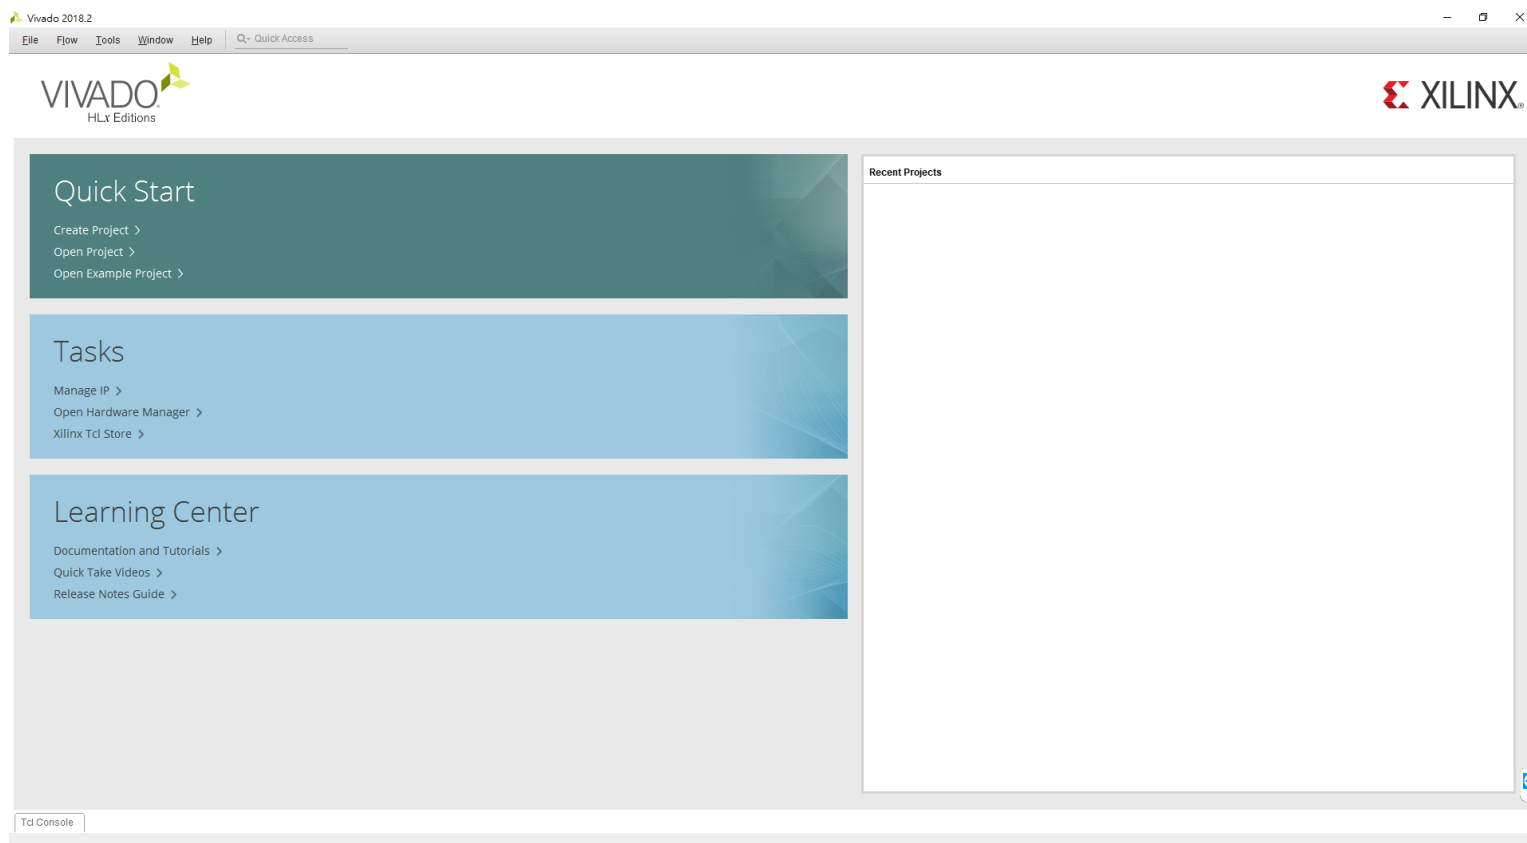 Vivado 2018.2
File Flow Tools Window Help Quick Access
VIVADO.
HLx Editions
XILINX
Quick Start
Create Project
Open Project
Open Example Project
Tasks
Manage IP
Open Hardware Manager
Xilinx Tcl Store
Learning Center
Documentation and Tutorials
Quick Take Videos
Release Notes Guide
Recent Projects
Tcl Console